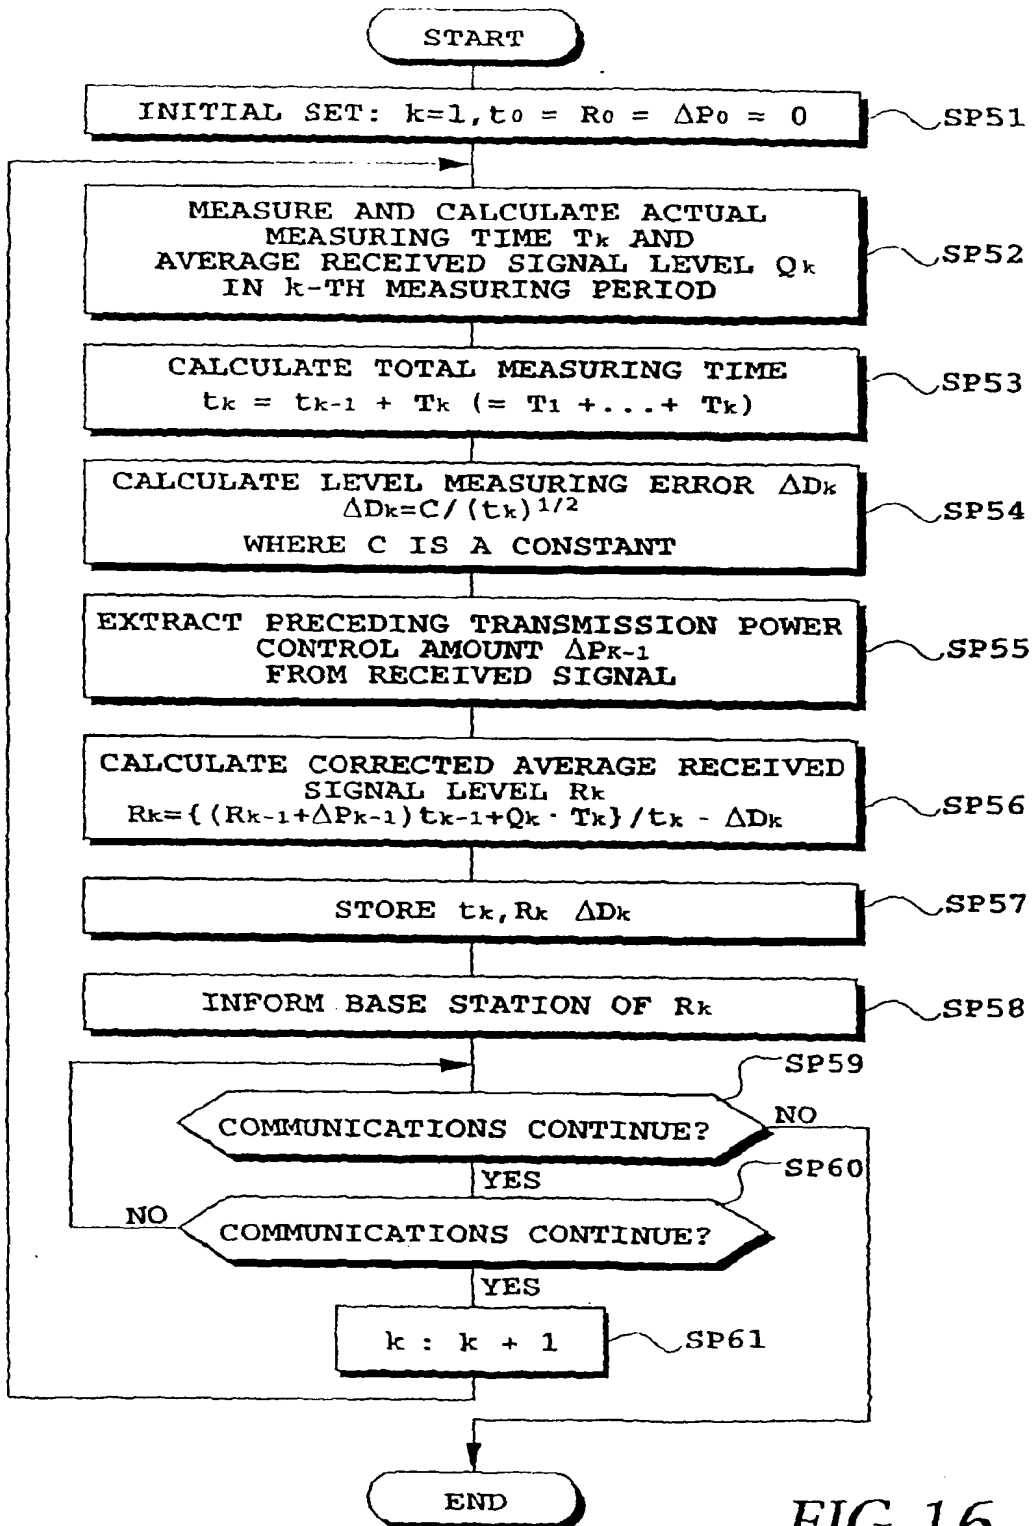 START
INITIAL SET: k=1, t0 = R0 = ΔP0 = 0
SP51
MEASURE AND CALCULATE ACTUAL
MEASURING TIME Tk AND
AVERAGE RECEIVED SIGNAL LEVEL Qk
IN k-TH MEASURING PERIOD
SP52
CALCULATE TOTAL MEASURING TIME
tk = tk-1 + Tk (= T1 +...+ Tk)
SP53
CALCULATE LEVEL MEASURING ERROR ΔDk
ΔDk=C/(tk)^1/2
WHERE C IS A CONSTANT
SP54
EXTRACT PRECEDING TRANSMISSION POWER
CONTROL AMOUNT ΔPK-1
FROM RECEIVED SIGNAL
SP55
CALCULATE CORRECTED AVERAGE RECEIVED
SIGNAL LEVEL Rk
Rk={(Rk-1+ΔPk-1)tk-1+Qk·Tk}/tk - ΔDk
SP56
STORE tk,Rk ΔDk
SP57
INFORM BASE STATION OF Rk
SP58
SP59
COMMUNICATIONS CONTINUE?
NO
YES
SP60
NO
COMMUNICATIONS CONTINUE?
YES
k : k + 1
SP61
END
FIG. 16